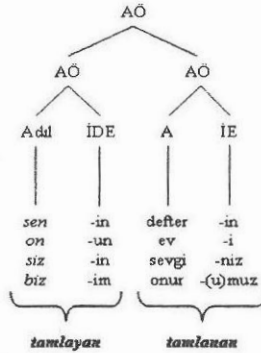 AÖ
AÖ AÖ
Adıl İDE A İE
sen -in defter -in
on -un ev -i
siz -in sevgi -niz
biz -im onur -(u)muz
tamlayan tamlanan